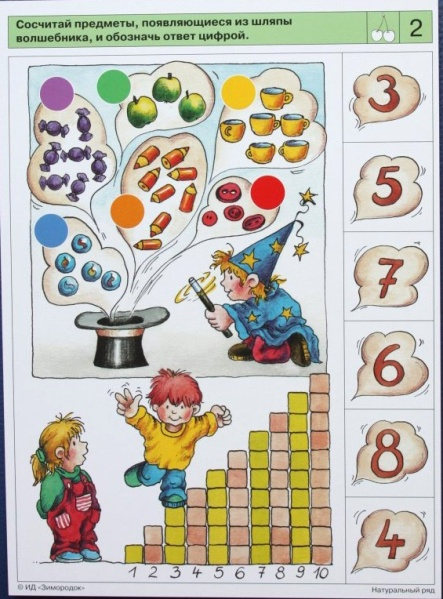 Сосчитай предметы, появляющиеся из шляпы
волшебника, и обозначь ответ цифрой.
2
3
5
7
6
8
4
1 2 3 4 5 6 7 8 9 10
© ИД «Зимородок»
Натуральный ряд